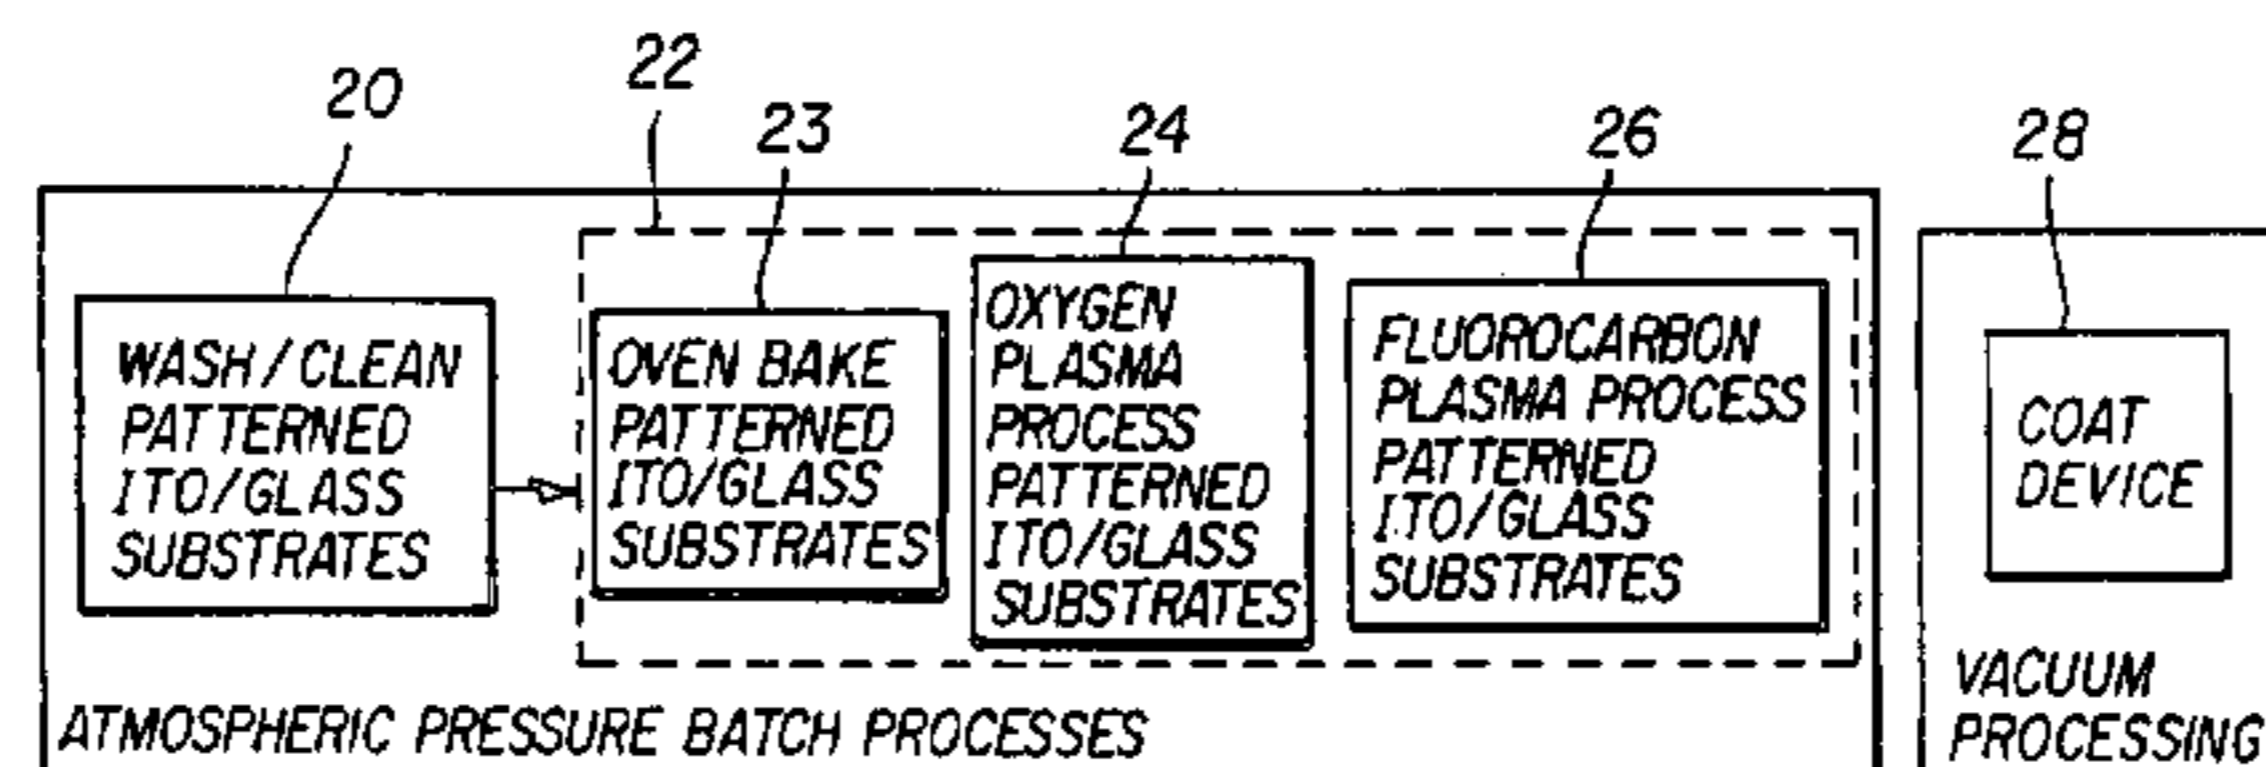 20
22
23
24
26
28
WASH/CLEAN
PATTERNED
ITO/GLASS
SUBSTRATES
OVEN BAKE
PATTERNED
ITO/GLASS
SUBSTRATES
OXYGEN
PLASMA
PROCESS
PATTERNED
ITO/GLASS
SUBSTRATES
FLUOROCARBON
PLASMA PROCESS
PATTERNED
ITO/GLASS
SUBSTRATES
COAT
DEVICE
ATMOSPHERIC PRESSURE BATCH PROCESSES
VACUUM
PROCESSING